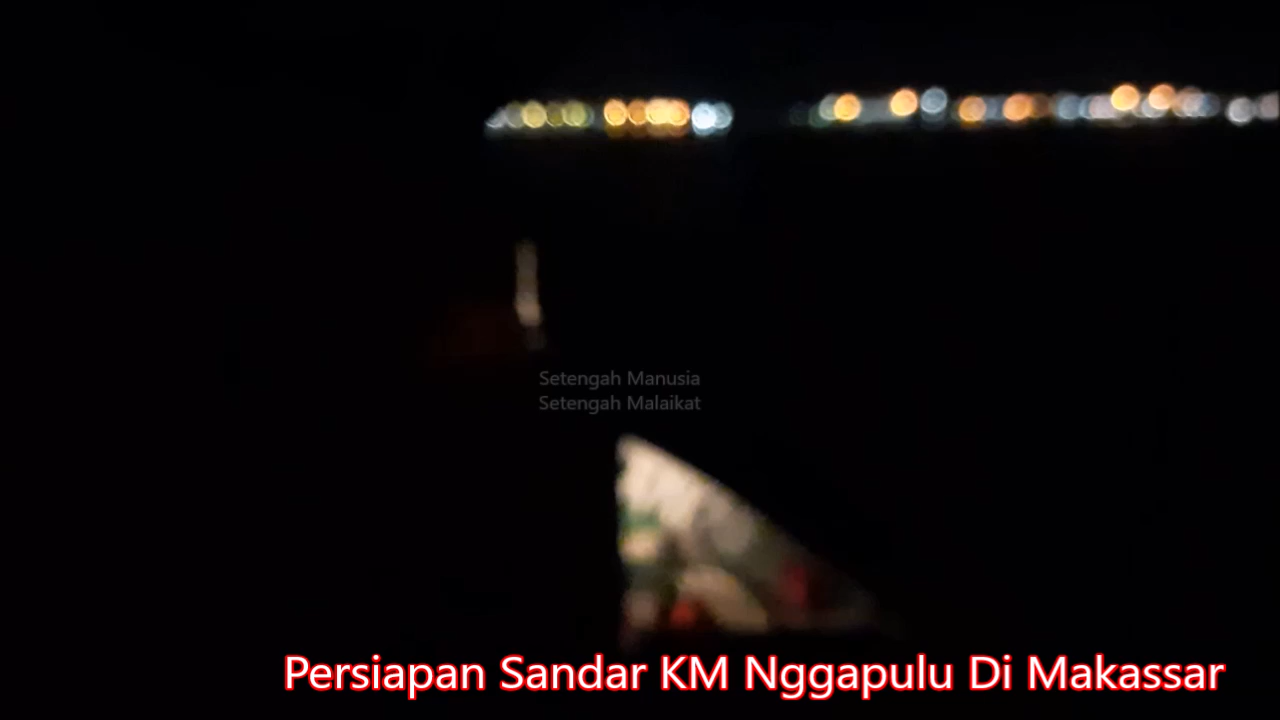 Setengah Manusia
Setengah Malaikat
Persiapan Sandar KM Nggapulu Di Makassar